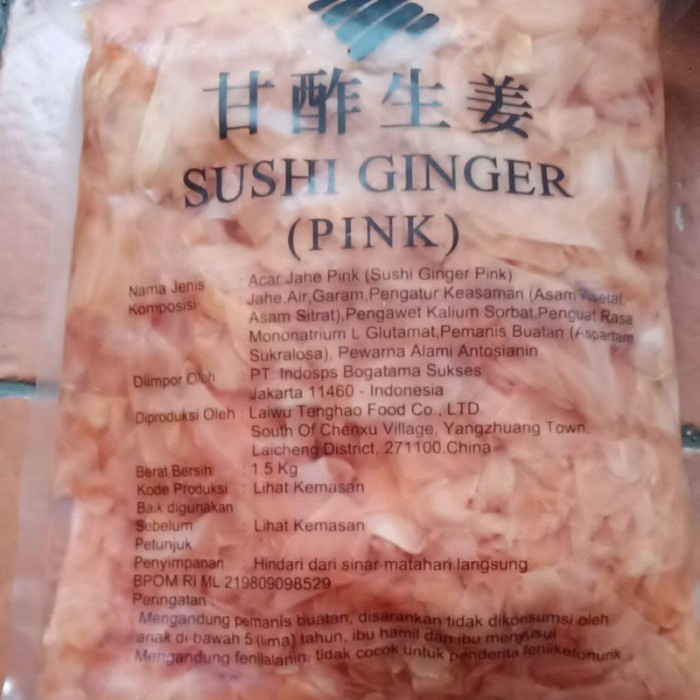 甘酢生姜
SUSHI GINGER
(PINK)
Nama Jenis : Acar Jahe Pink (Sushi Ginger Pink)
Komposisi : Jahe,Air,Garam,Pengatur Keasaman (Asam Asetat,
Asam Sitrat),Pengawet Kalium Sorbat,Penguat Rasa
Mononatrium L Glutamat,Pemanis Buatan (Aspartam
Sukralosa), Pewarna Alami Antosianin
Diimpor Oleh : PT. Indosps Bogatama Sukses
Jakarta 11460 - Indonesia
Diproduksi Oleh : Laiwu Tenghao Food Co., LTD.
South Of Chenxu Village, Yangzhuang Town,
Laicheng District, 271100,China
Berat Bersih : 1.5 Kg
Kode Produksi : Lihat Kemasan
Baik digunakan
Sebelum : Lihat Kemasan
Petunjuk
Penyimpanan : Hindari dari sinar matahari langsung
BPOM RI ML 219809098529
Peringatan :
Mengandung pemanis buatan, disarankan tidak dikonsumsi oleh
anak di bawah 5 (lima) tahun, ibu hamil dan ibu menyusui
Mengandung fenilalanin, tidak cocok untuk penderita fenilketonurik